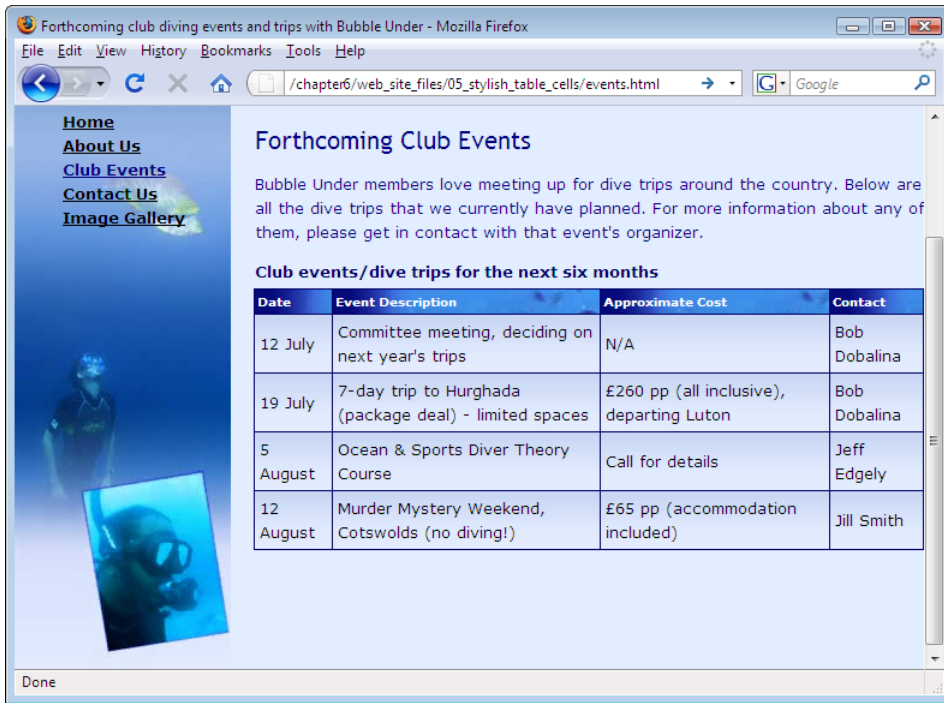 Forthcoming club diving events and trips with Bubble Under - Mozilla Firefox
File Edit View History Bookmarks Tools Help
/chapter6/web_site_files/05_stylish_table_cells/events.html
G Google
Home
About Us
Club Events
Contact Us
Image Gallery
Forthcoming Club Events
Bubble Under members love meeting up for dive trips around the country. Below are
all the dive trips that we currently have planned. For more information about any of
them, please get in contact with that event's organizer.
Club events/dive trips for the next six months
Date Event Description Approximate Cost Contact
12 July
Committee meeting, deciding on
next year's trips
N/A
Bob
Dobalina
19 July
7-day trip to Hurghada
(package deal) - limited spaces
£260 pp (all inclusive),
departing Luton
Bob
Dobalina
5
August
Ocean & Sports Diver Theory
Course
Call for details
Jeff
Edgely
12
August
Murder Mystery Weekend,
Cotswolds (no diving!)
£65 pp (accommodation
included)
Jill Smith
Done